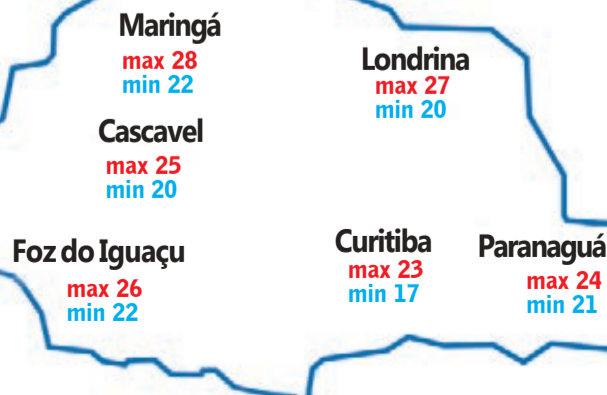 Maringá
max 28
min 22
Londrina
max 27
min 20
Cascavel
max 25
min 20
Foz do Iguaçu
max 26
min 22
Curitiba
max 23
min 17
Paranaguá
max 24
min 21